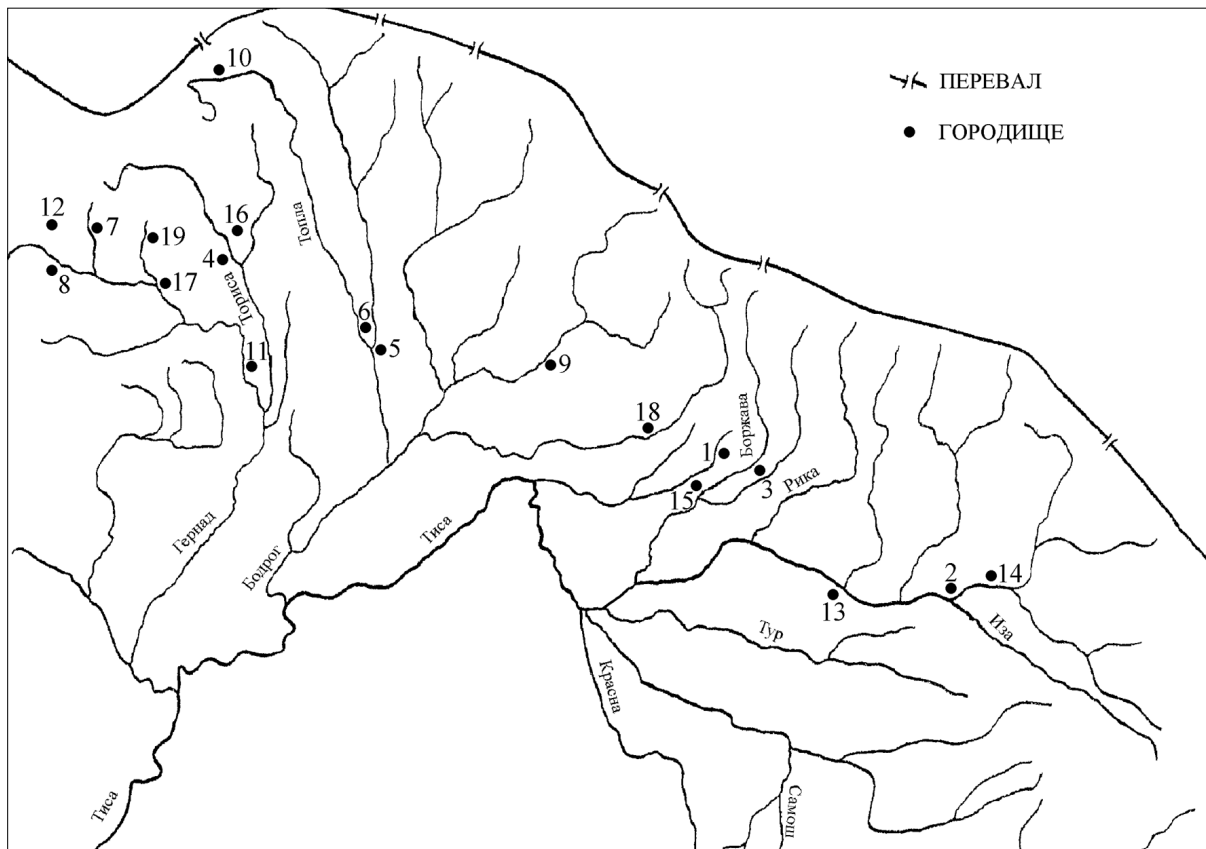 ПЕРЕВАЛ
ГОРОДИЩЕ
10
12
7
19
16
4
8
17
Топла
Ториса
6
5
11
9
18
1
Боржава
15
3
Рика
Гернад
Бодрог
Тиса
13
2
14
Иза
Тур
Красна
Самош
Тиса